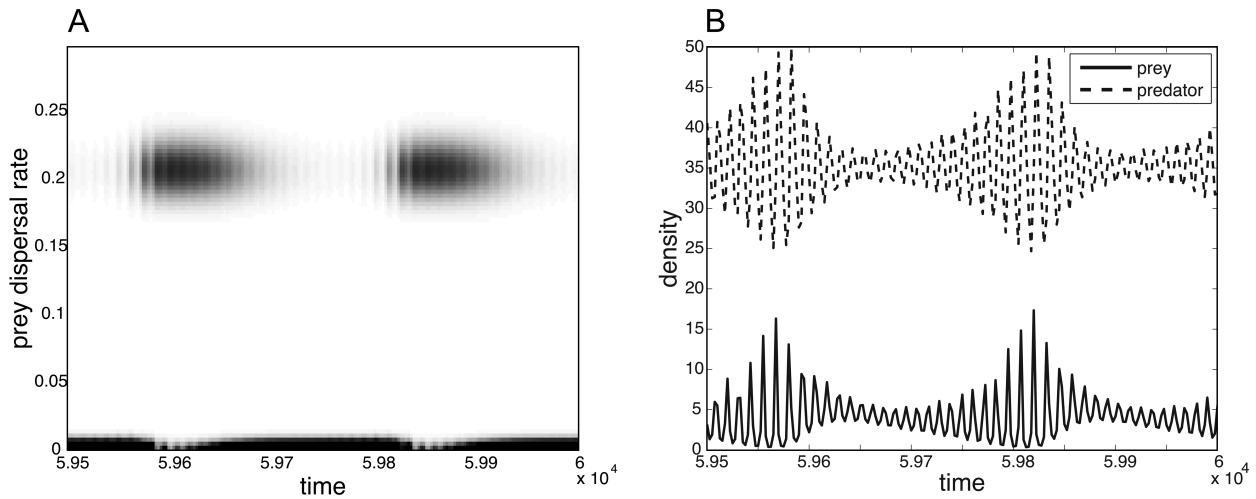 A
prey dispersal rate
0.25
0.2
0.15
0.1
0.05
0
5.95 5.96 5.97 5.98 5.99 6
x 10^4
time
B
density
50
45
40
35
30
25
20
15
10
5
0
prey
predator
5.95 5.96 5.97 5.98 5.99 6
x 10^4
time